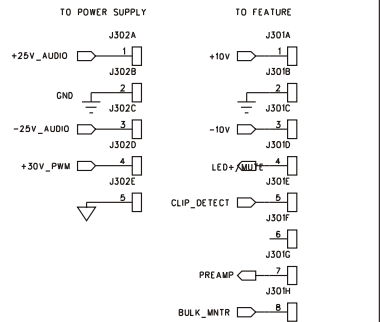 TO POWER SUPPLY
J302A
+25V_AUDIO 1
J302B
GND 2
J302C
-25V_AUDIO 3
J302D
+30V_PWM 4
J302E
5
TO FEATURE
J301A
+10V 1
J301B
2
J301C
-10V 3
J301D
LED+/MUTE 4
J301E
CLIP_DETECT 5
J301F
6
J301G
PREAMP 7
J301H
BULK_MNTR 8